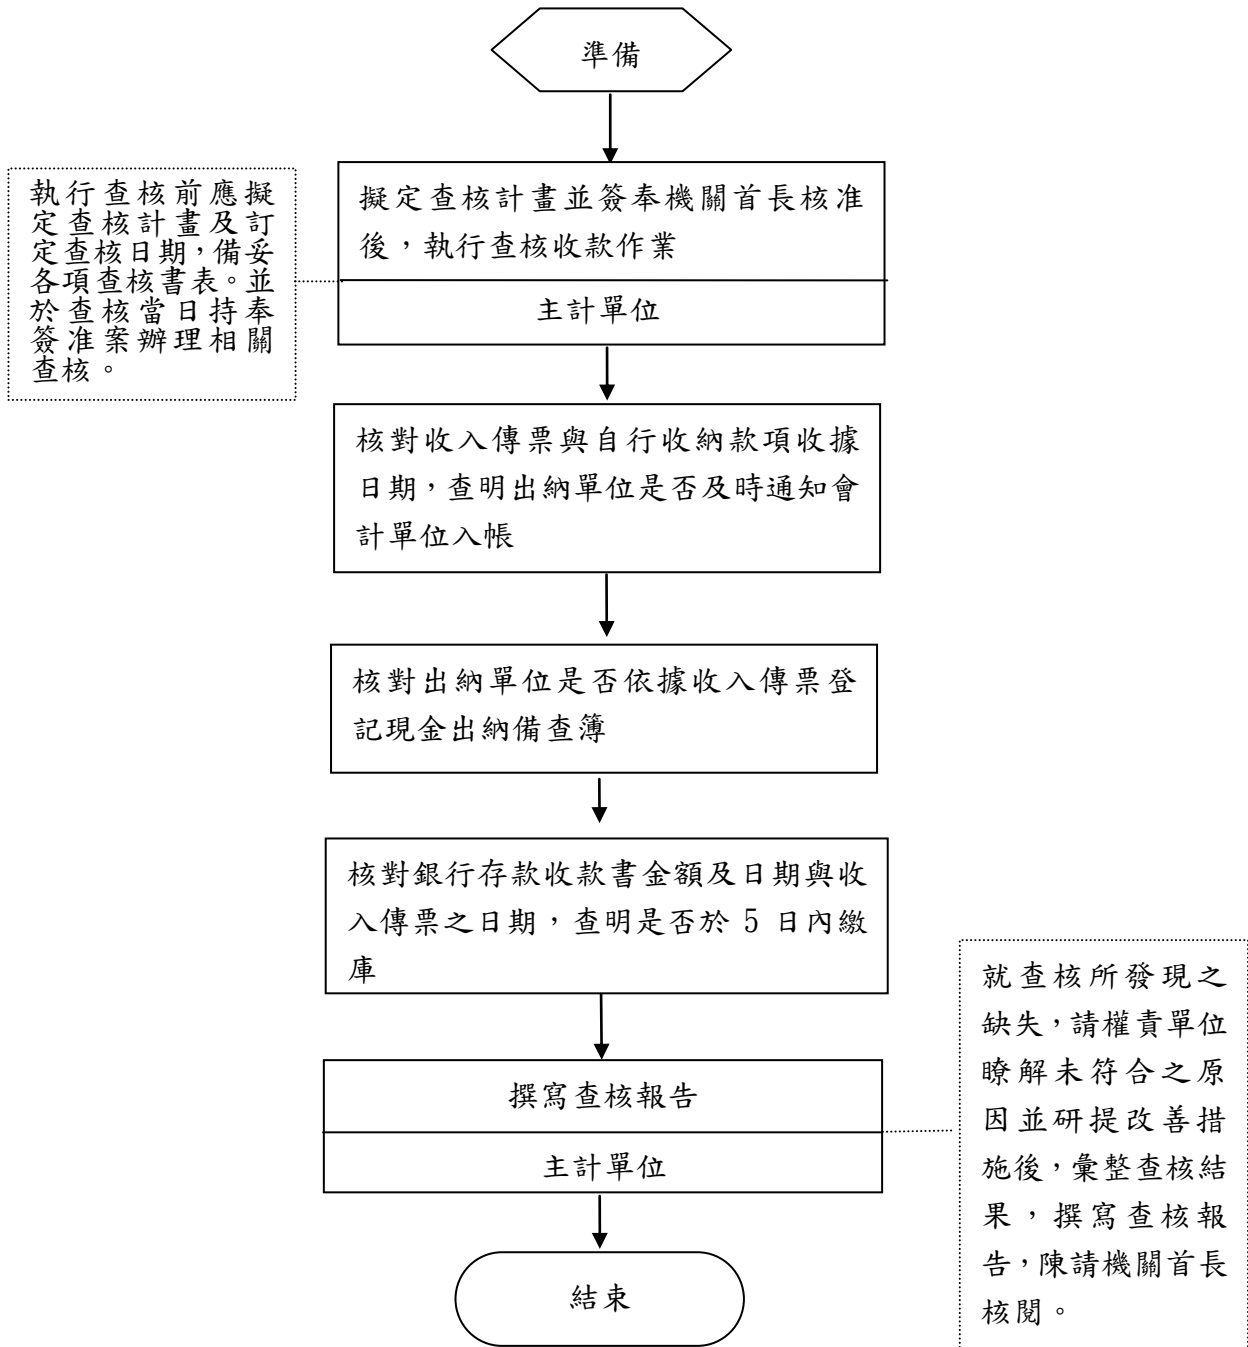 準備
擬定查核計畫並簽奉機關首長核准
後，執行查核收款作業
主計單位
執行查核前應擬
定查核計畫及訂
定查核日期，備妥
各項查核書表。並
於查核當日持奉
簽准案辦理相關
查核。
核對收入傳票與自行收納款項收據
日期，查明出納單位是否及時通知會
計單位入帳
核對出納單位是否依據收入傳票登
記現金出納備查簿
核對銀行存款收款書金額及日期與收
入傳票之日期，查明是否於 5 日內繳
庫
撰寫查核報告
主計單位
就查核所發現之
缺失，請權責單位
瞭解未符合之原
因並研提改善措
施後，彙整查核結
果，撰寫查核報
告，陳請機關首長
核閱。
結束